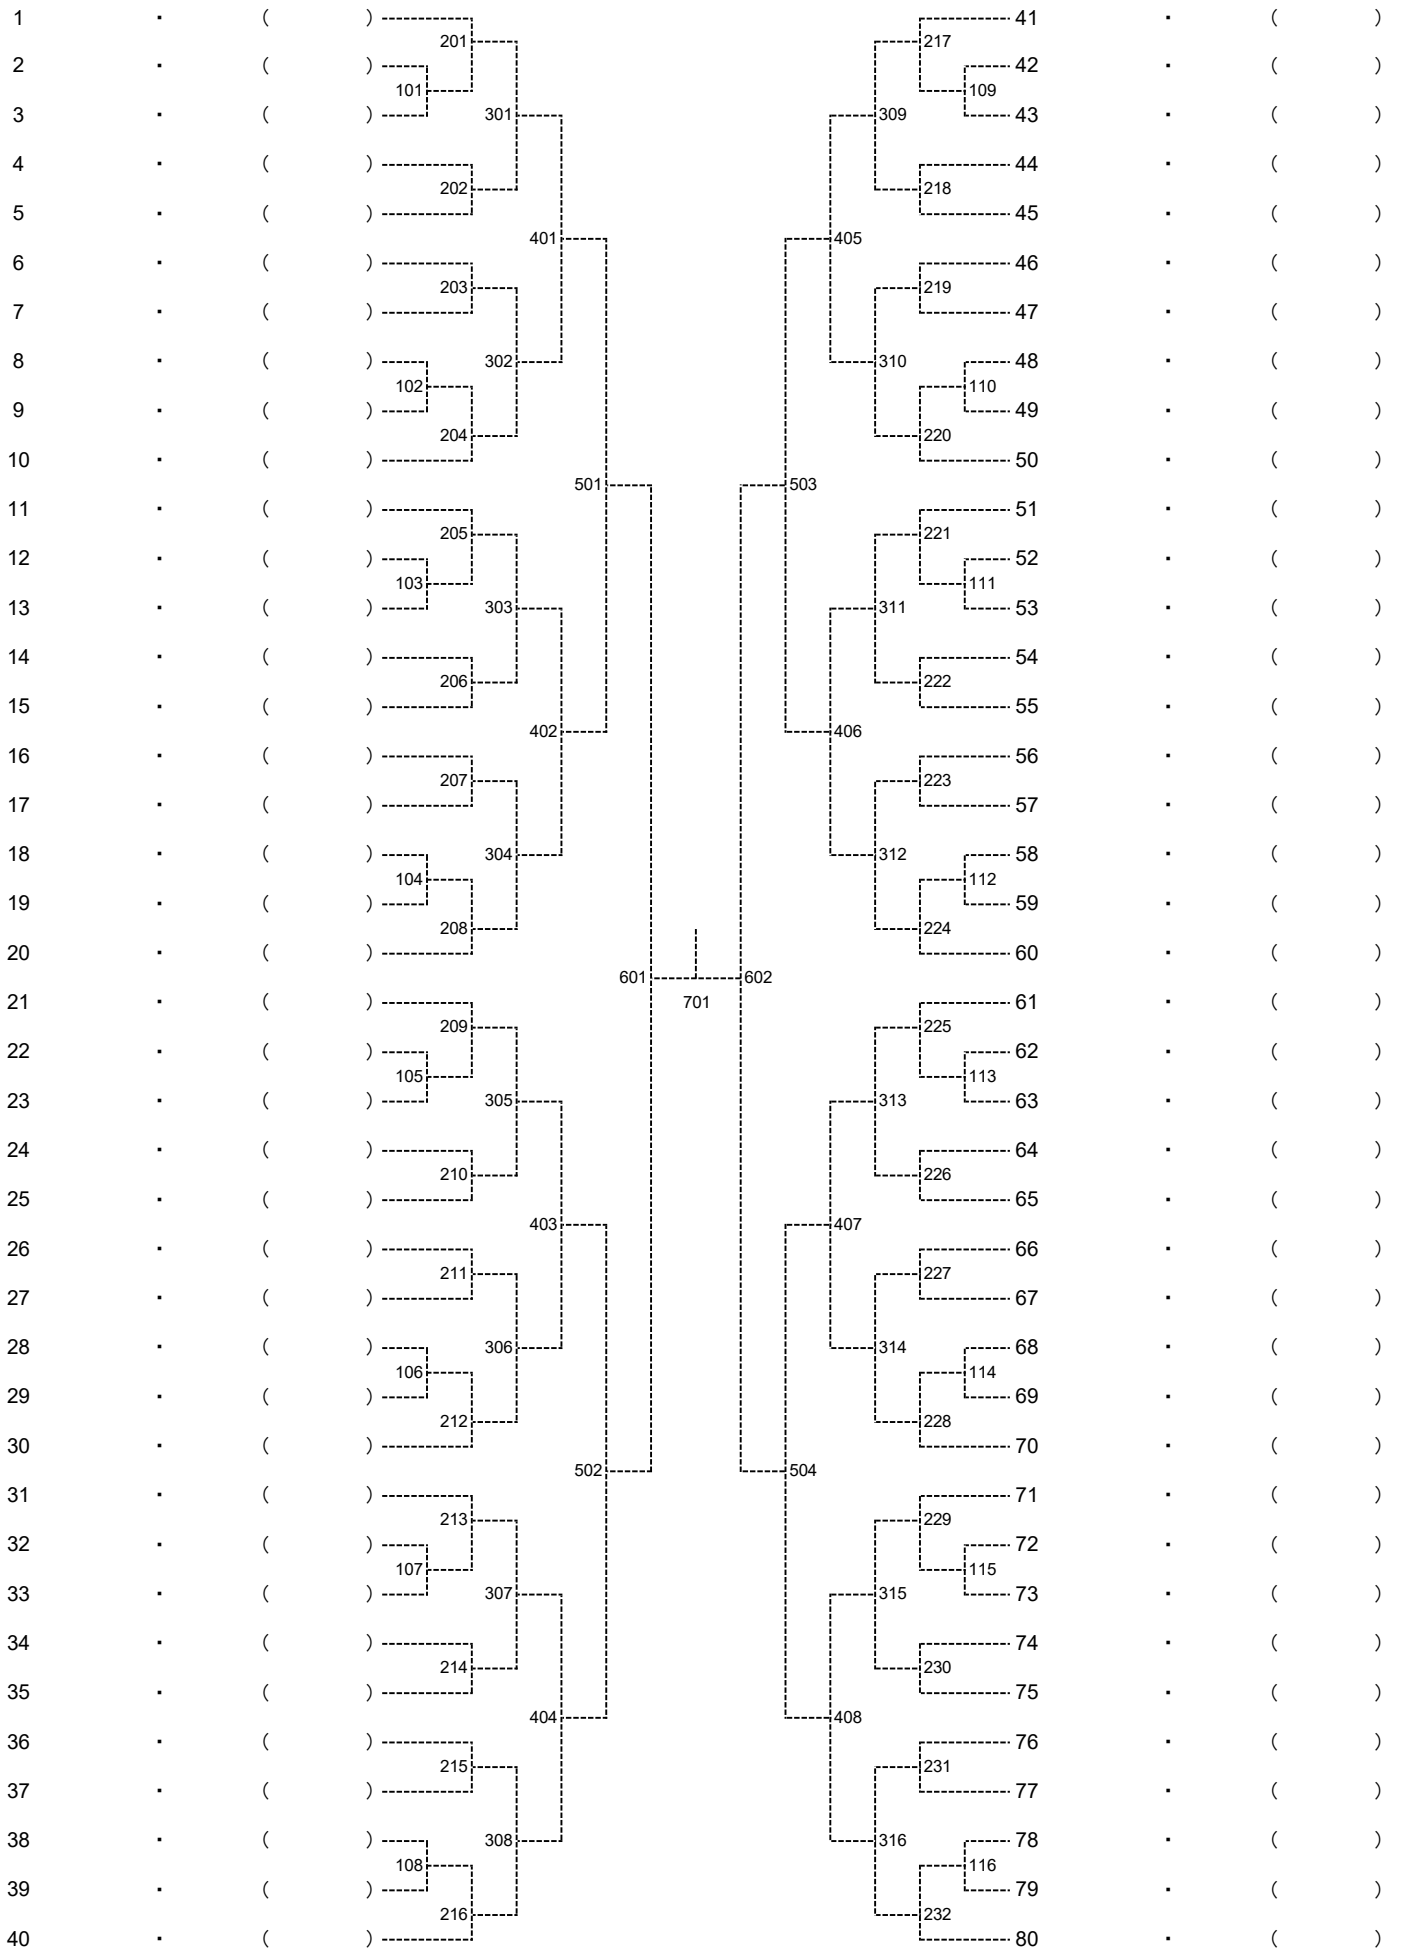 1 ・ ( ) 41 ・ ( )
201 217
2 ・ ( ) 42 ・ ( )
101 109
3 ・ ( ) 301 309 43 ・ ( )
4 ・ ( ) 44 ・ ( )
202 218
5 ・ ( ) 45 ・ ( )
401 405
6 ・ ( ) 46 ・ ( )
203 219
7 ・ ( ) 47 ・ ( )
8 ・ ( ) 302 310 48 ・ ( )
102 110
9 ・ ( ) 49 ・ ( )
204 220
10 ・ ( ) 50 ・ ( )
501 503
11 ・ ( ) 51 ・ ( )
205 221
12 ・ ( ) 52 ・ ( )
103 111
13 ・ ( ) 303 311 53 ・ ( )
14 ・ ( ) 54 ・ ( )
206 222
15 ・ ( ) 55 ・ ( )
402 406
16 ・ ( ) 56 ・ ( )
207 223
17 ・ ( ) 57 ・ ( )
18 ・ ( ) 304 312 58 ・ ( )
104 112
19 ・ ( ) 59 ・ ( )
208 224
20 ・ ( ) 60 ・ ( )
601 602
21 ・ ( ) 701 61 ・ ( )
209 225
22 ・ ( ) 62 ・ ( )
105 113
23 ・ ( ) 305 313 63 ・ ( )
24 ・ ( ) 64 ・ ( )
210 226
25 ・ ( ) 65 ・ ( )
403 407
26 ・ ( ) 66 ・ ( )
211 227
27 ・ ( ) 67 ・ ( )
28 ・ ( ) 306 314 68 ・ ( )
106 114
29 ・ ( ) 69 ・ ( )
212 228
30 ・ ( ) 70 ・ ( )
502 504
31 ・ ( ) 71 ・ ( )
213 229
32 ・ ( ) 72 ・ ( )
107 115
33 ・ ( ) 307 315 73 ・ ( )
34 ・ ( ) 74 ・ ( )
214 230
35 ・ ( ) 75 ・ ( )
404 408
36 ・ ( ) 76 ・ ( )
215 231
37 ・ ( ) 77 ・ ( )
38 ・ ( ) 308 316 78 ・ ( )
108 116
39 ・ ( ) 79 ・ ( )
216 232
40 ・ ( ) 80 ・ ( )